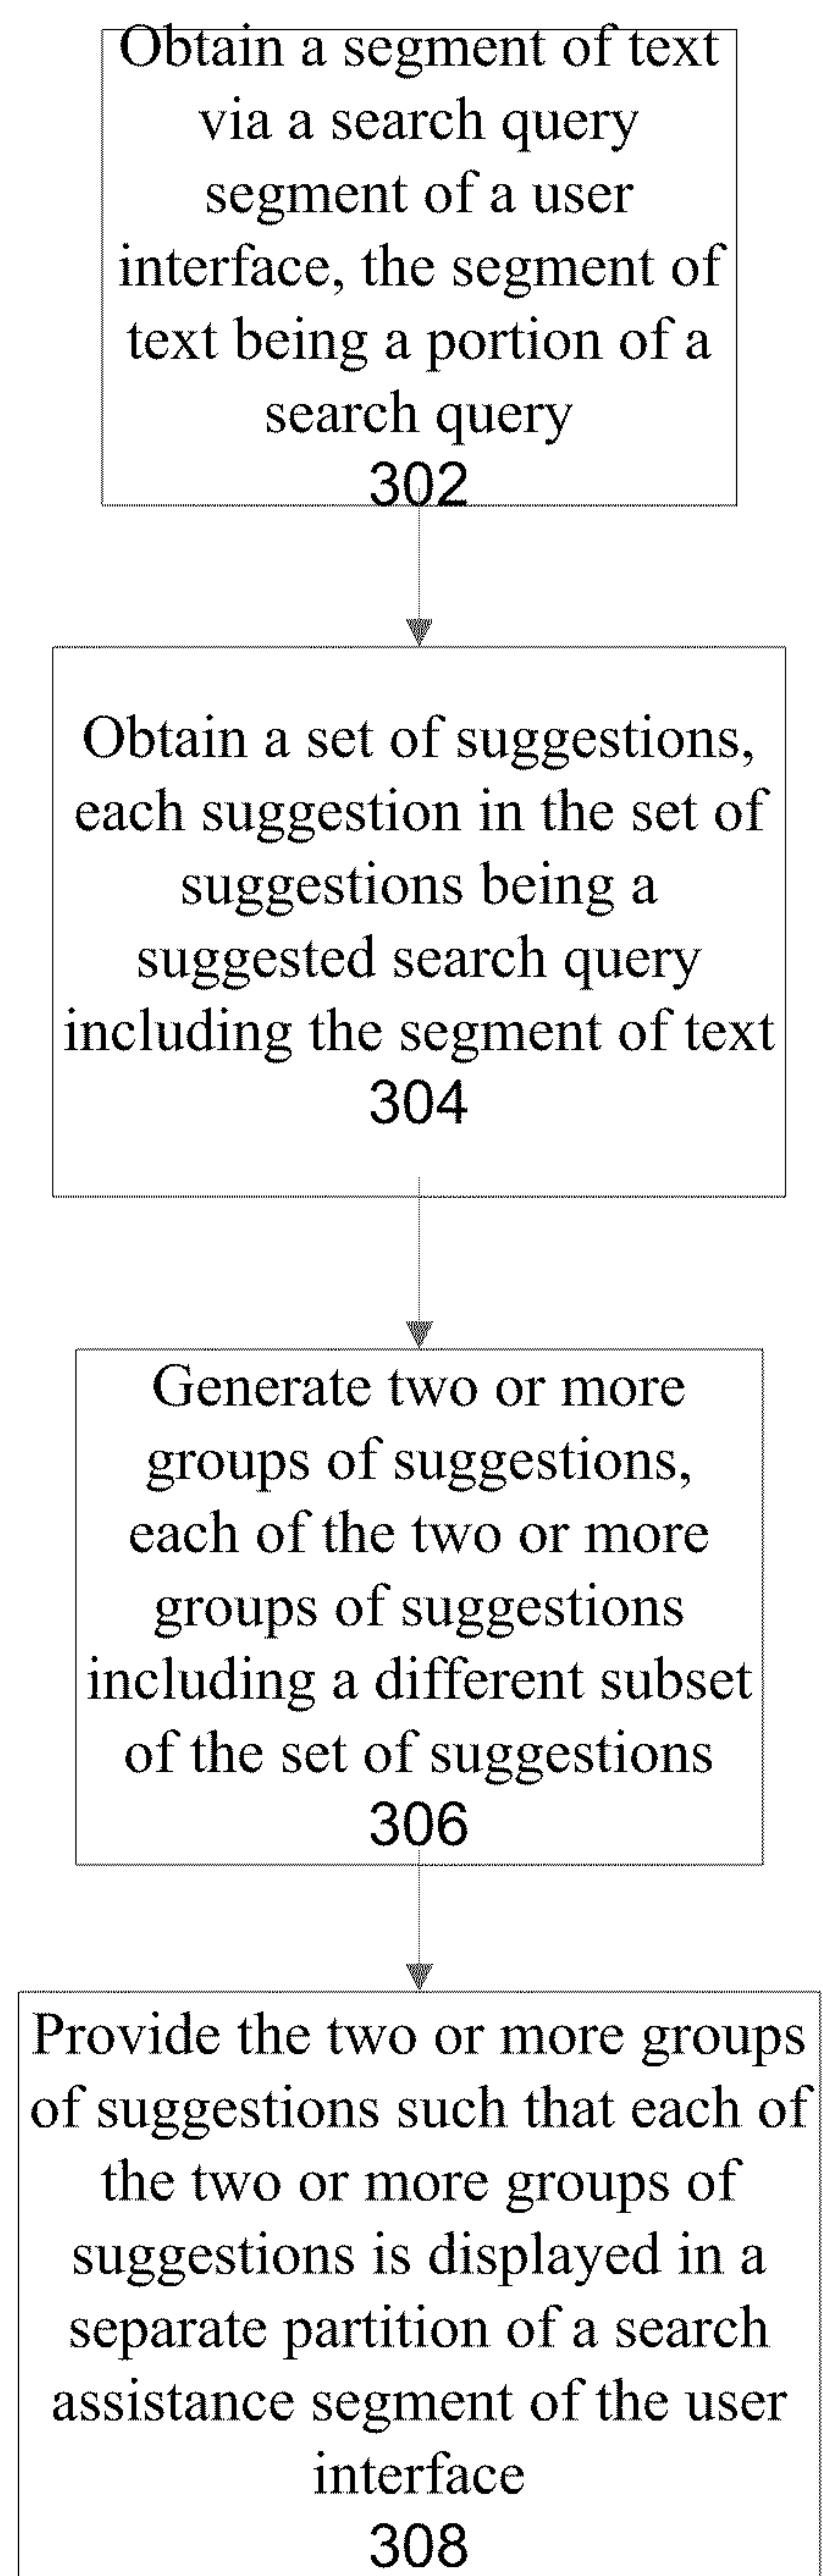 Obtain a segment of text
via a search query
segment of a user
interface, the segment of
text being a portion of a
search query
302
Obtain a set of suggestions,
each suggestion in the set of
suggestions being a
suggested search query
including the segment of text
304
Generate two or more
groups of suggestions,
each of the two or more
groups of suggestions
including a different subset
of the set of suggestions
306
Provide the two or more groups
of suggestions such that each of
the two or more groups of
suggestions is displayed in a
separate partition of a search
assistance segment of the user
interface
308